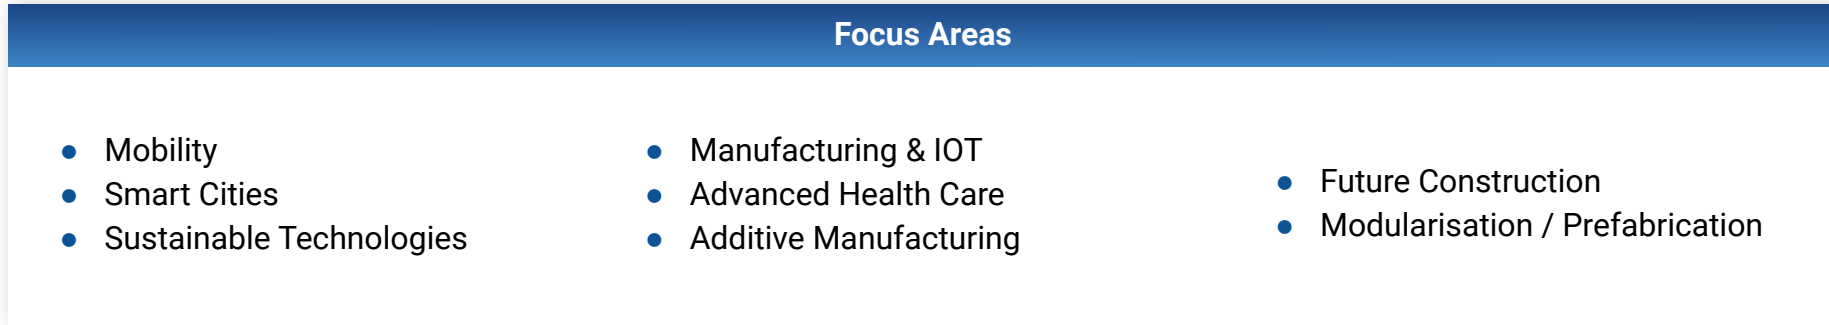 Focus Areas
Mobility
Smart Cities
Sustainable Technologies
Manufacturing & IOT
Advanced Health Care
Additive Manufacturing
Future Construction
Modularisation / Prefabrication